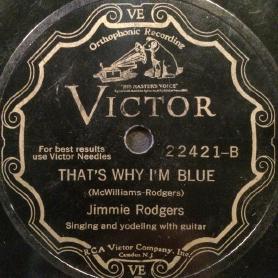 VE
Orthophonic Recording
"HIS MASTER'S VOICE"
VICTOR
For best results
use Victor Needles
22421-B
THAT'S WHY I'M BLUE
(McWilliams-Rodgers)
Jimmie Rodgers
Singing and yodeling with guitar
RCA Victor Company, Inc.
Camden N.J.
VE